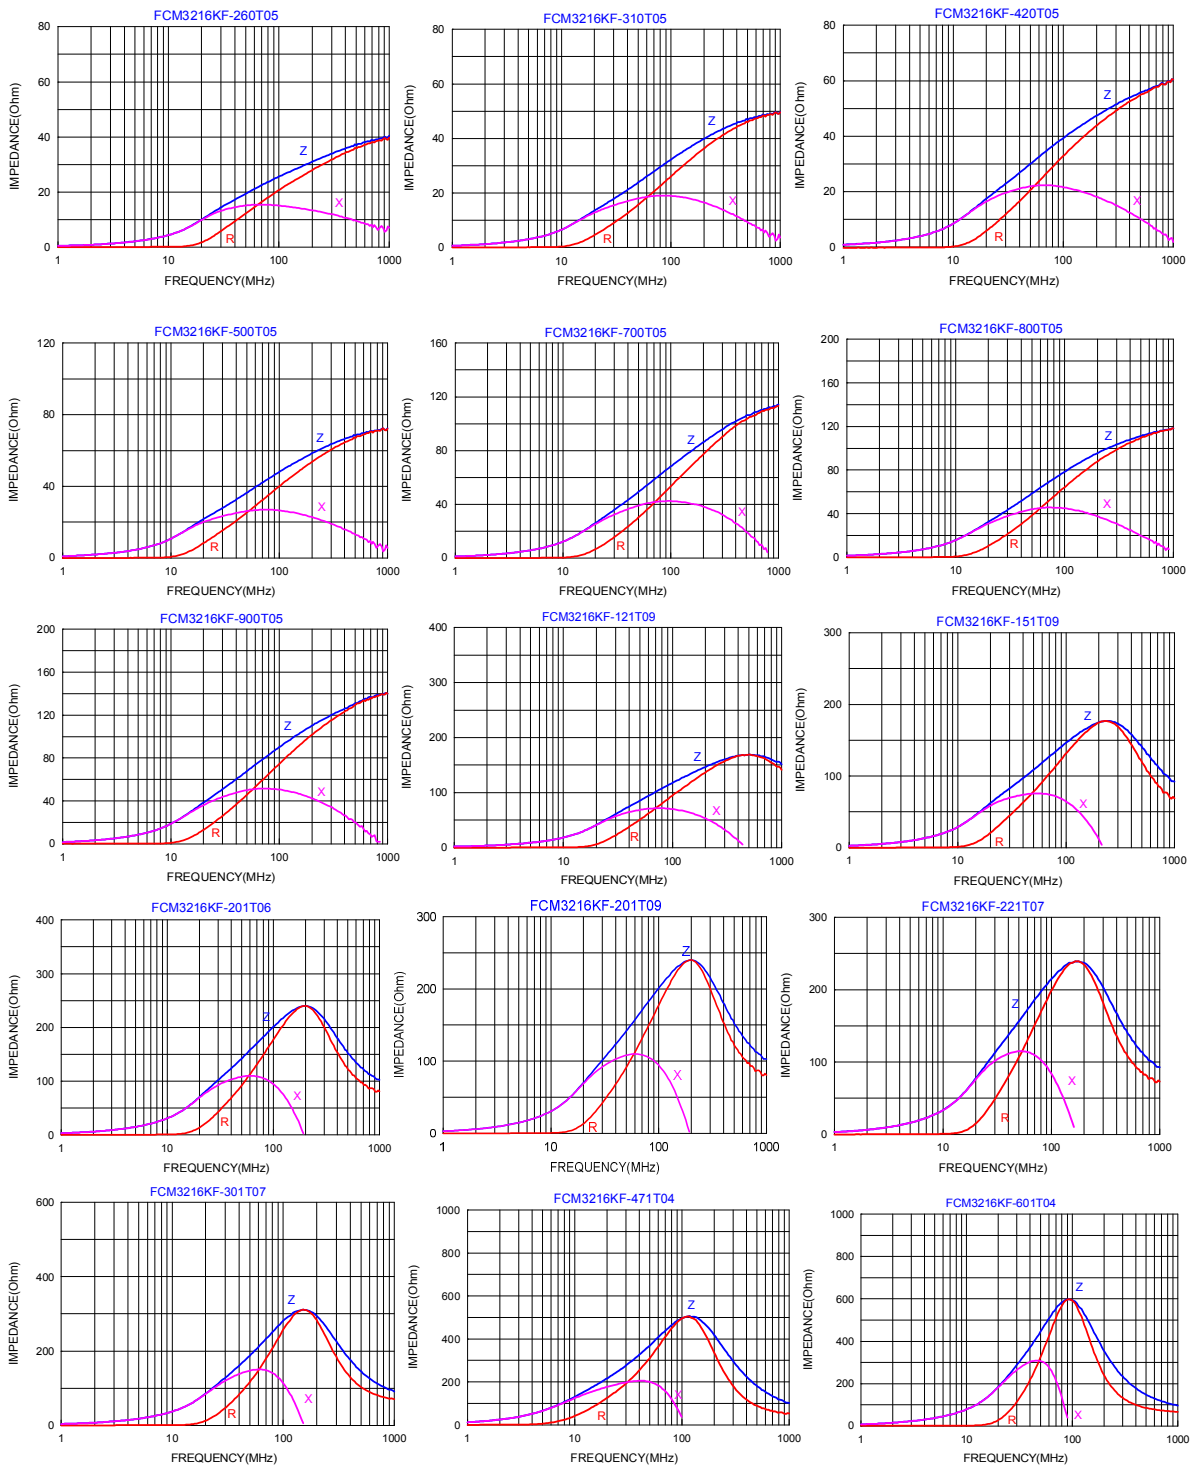 FCM3216KF-260T05
IMPEDANCE(Ohm)
80
60
40
20
0
Z
X
R
1
10
100
1000
FREQUENCY(MHz)
FCM3216KF-310T05
IMPEDANCE(Ohm)
80
60
40
20
0
Z
X
R
1
10
100
1000
FREQUENCY(MHz)
FCM3216KF-420T05
IMPEDANCE(Ohm)
80
60
40
20
0
Z
X
R
1
10
100
1000
FREQUENCY(MHz)
FCM3216KF-500T05
IMPEDANCE(Ohm)
120
80
40
0
Z
X
R
1
10
100
1000
FREQUENCY(MHz)
FCM3216KF-700T05
IMPEDANCE(Ohm)
160
120
80
40
0
Z
X
R
1
10
100
1000
FREQUENCY(MHz)
FCM3216KF-800T05
IMPEDANCE(Ohm)
200
160
120
80
40
0
Z
X
R
1
10
100
1000
FREQUENCY(MHz)
FCM3216KF-900T05
IMPEDANCE(Ohm)
200
160
120
80
40
0
Z
X
R
1
10
100
1000
FREQUENCY(MHz)
FCM3216KF-121T09
IMPEDANCE(Ohm)
400
300
200
100
0
Z
X
R
1
10
100
1000
FREQUENCY(MHz)
FCM3216KF-151T09
IMPEDANCE(Ohm)
300
200
100
0
Z
X
R
1
10
100
1000
FREQUENCY(MHz)
FCM3216KF-201T06
IMPEDANCE(Ohm)
400
300
200
100
0
Z
X
R
1
10
100
1000
FREQUENCY(MHz)
FCM3216KF-201T09
IMPEDANCE(Ohm)
300
200
100
0
Z
X
R
1
10
100
1000
FREQUENCY(MHz)
FCM3216KF-221T07
IMPEDANCE(Ohm)
300
200
100
0
Z
X
R
1
10
100
1000
FREQUENCY(MHz)
FCM3216KF-301T07
IMPEDANCE(Ohm)
600
400
200
0
Z
X
R
1
10
100
1000
FREQUENCY(MHz)
FCM3216KF-471T04
IMPEDANCE(Ohm)
1000
800
600
400
200
0
Z
X
R
1
10
100
1000
FREQUENCY(MHz)
FCM3216KF-601T04
IMPEDANCE(Ohm)
1000
800
600
400
200
0
Z
X
R
1
10
100
1000
FREQUENCY(MHz)